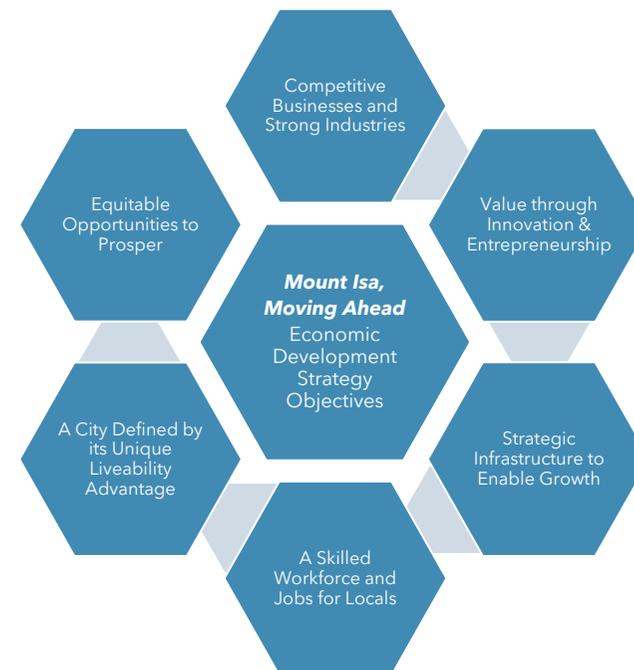 Competitive
Businesses and
Strong Industries
Equitable
Opportunities to
Prosper
Value through
Innovation &
Entrepreneurship
Mount Isa,
Moving Ahead
Economic
Development
Strategy
Objectives
A City Defined by
its Unique
Liveability
Advantage
Strategic
Infrastructure to
Enable Growth
A Skilled
Workforce and
Jobs for Locals